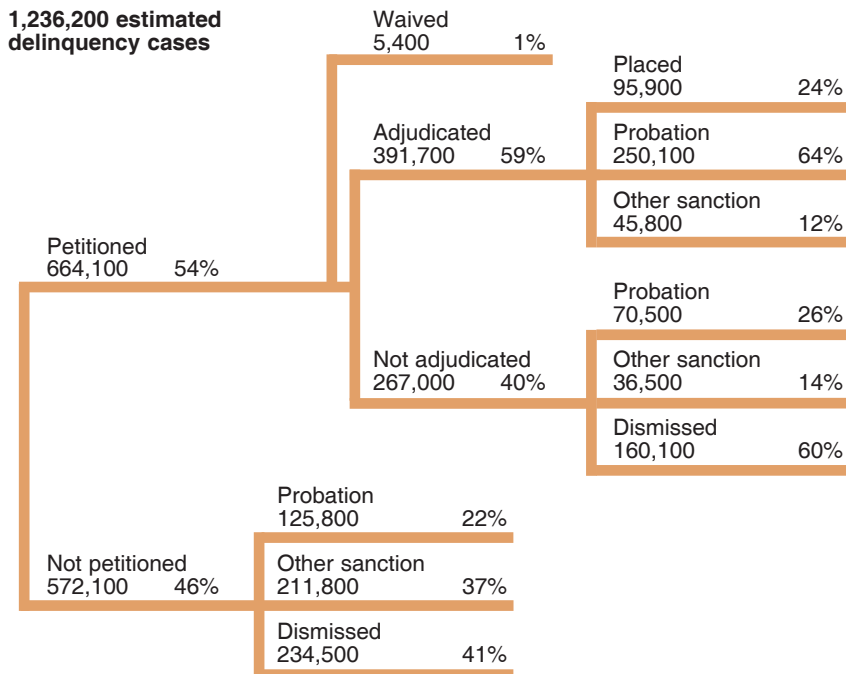 1,236,200 estimated
delinquency cases
Waived
5,400 1%
Placed
95,900 24%
Adjudicated
391,700 59%
Probation
250,100 64%
Other sanction
45,800 12%
Petitioned
664,100 54%
Probation
70,500 26%
Not adjudicated
267,000 40%
Other sanction
36,500 14%
Dismissed
160,100 60%
Probation
125,800 22%
Not petitioned
572,100 46%
Other sanction
211,800 37%
Dismissed
234,500 41%